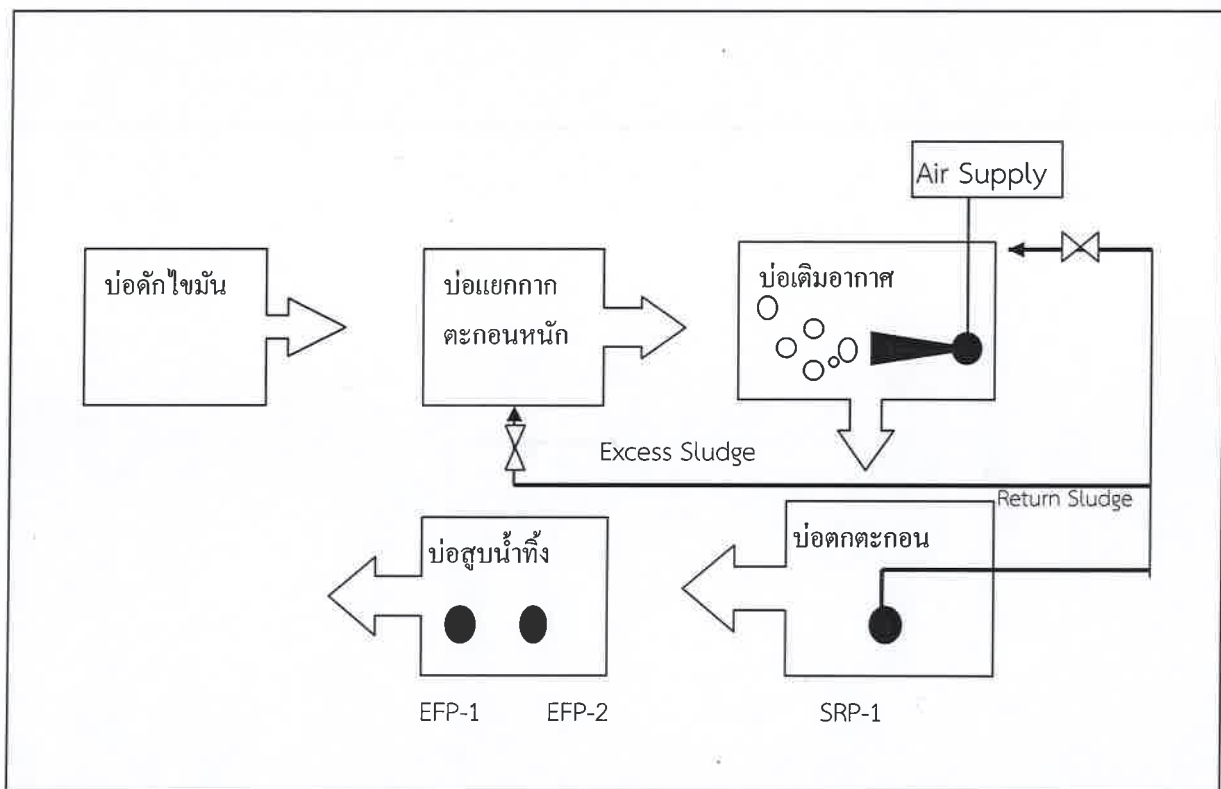 Air Supply
บ่อดักไขมัน
บ่อแยกกาก
ตะกอนหนัก
บ่อเติมอากาศ
Excess Sludge
Return Sludge
บ่อสูบน้ำทิ้ง
บ่อตกตะกอน
EFP-1
EFP-2
SRP-1